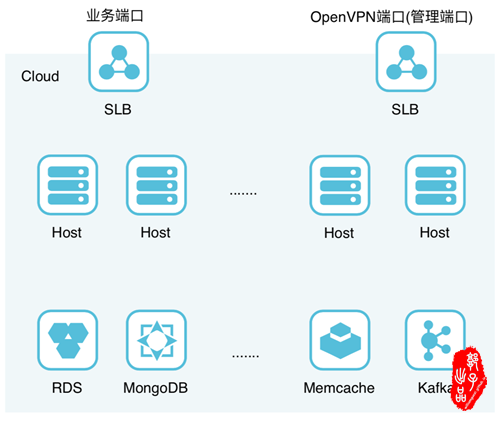 业务端口 OpenVPN端口(管理端口)
Cloud
SLB SLB
Host Host ....... Host Host
RDS MongoDB ....... Memcache Kafka